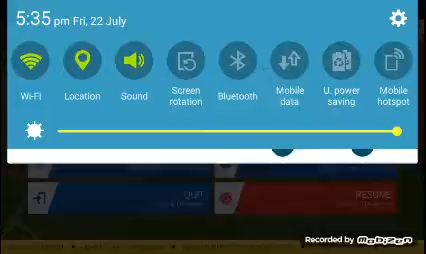 5:35 pm Fri, 22 July
Wi-Fi
Location
Sound
Screen rotation
Bluetooth
Mobile data
U. power saving
Mobile hotspot
QUIT
RESUME
Recorded by Mobizen